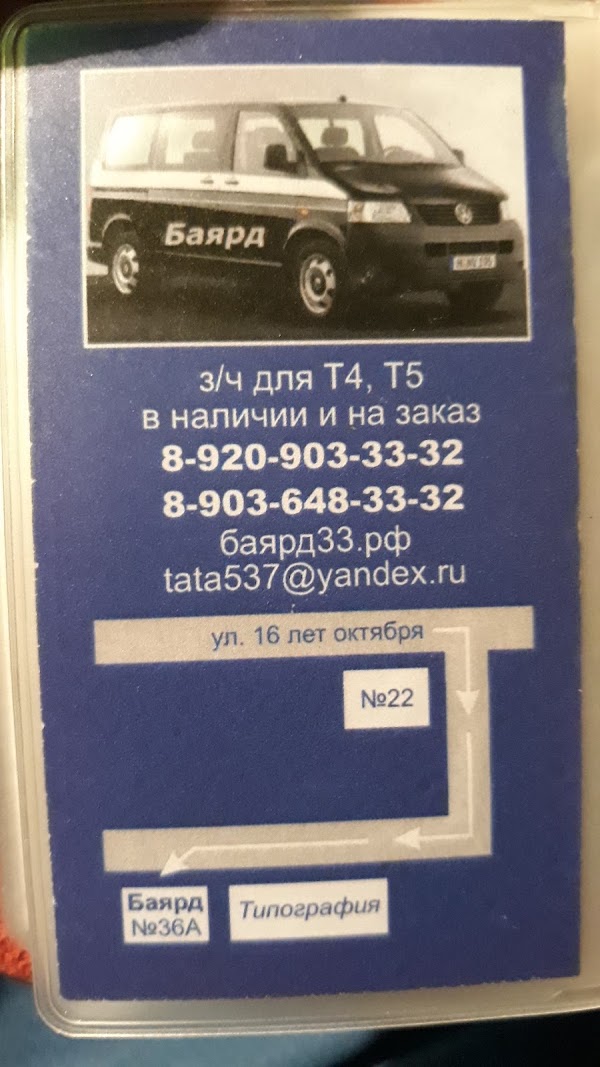 Баярд
з/ч для Т4, Т5
в наличии и на заказ
8-920-903-33-32
8-903-648-33-32
баярд33.рф
tata537@yandex.ru
ул. 16 лет октября
№22
Баярд
№36А
Типография